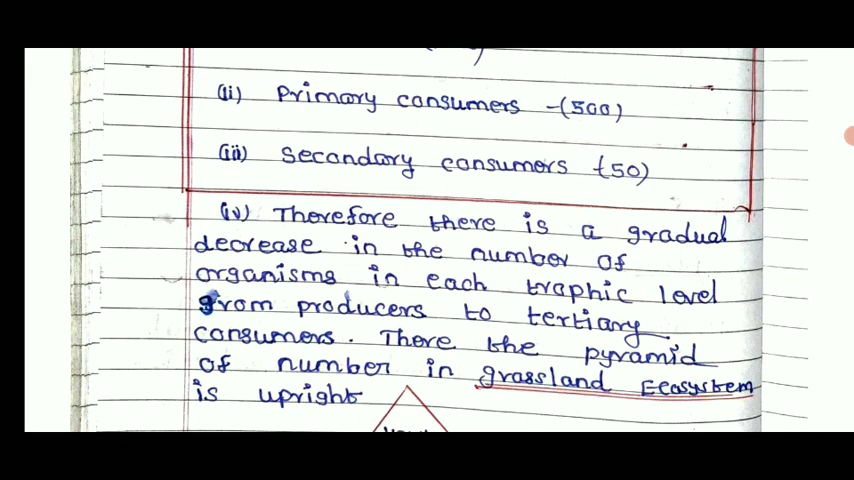 (ii) Primary consumers -(500)
(iii) Secondary consumers -(50)
(iv) Therefore there is a gradual
decrease in the number of
organisms in each traphic level
from producers to tertiary
consumers. There the pyramid
of number in grassland Ecosystem
is upright